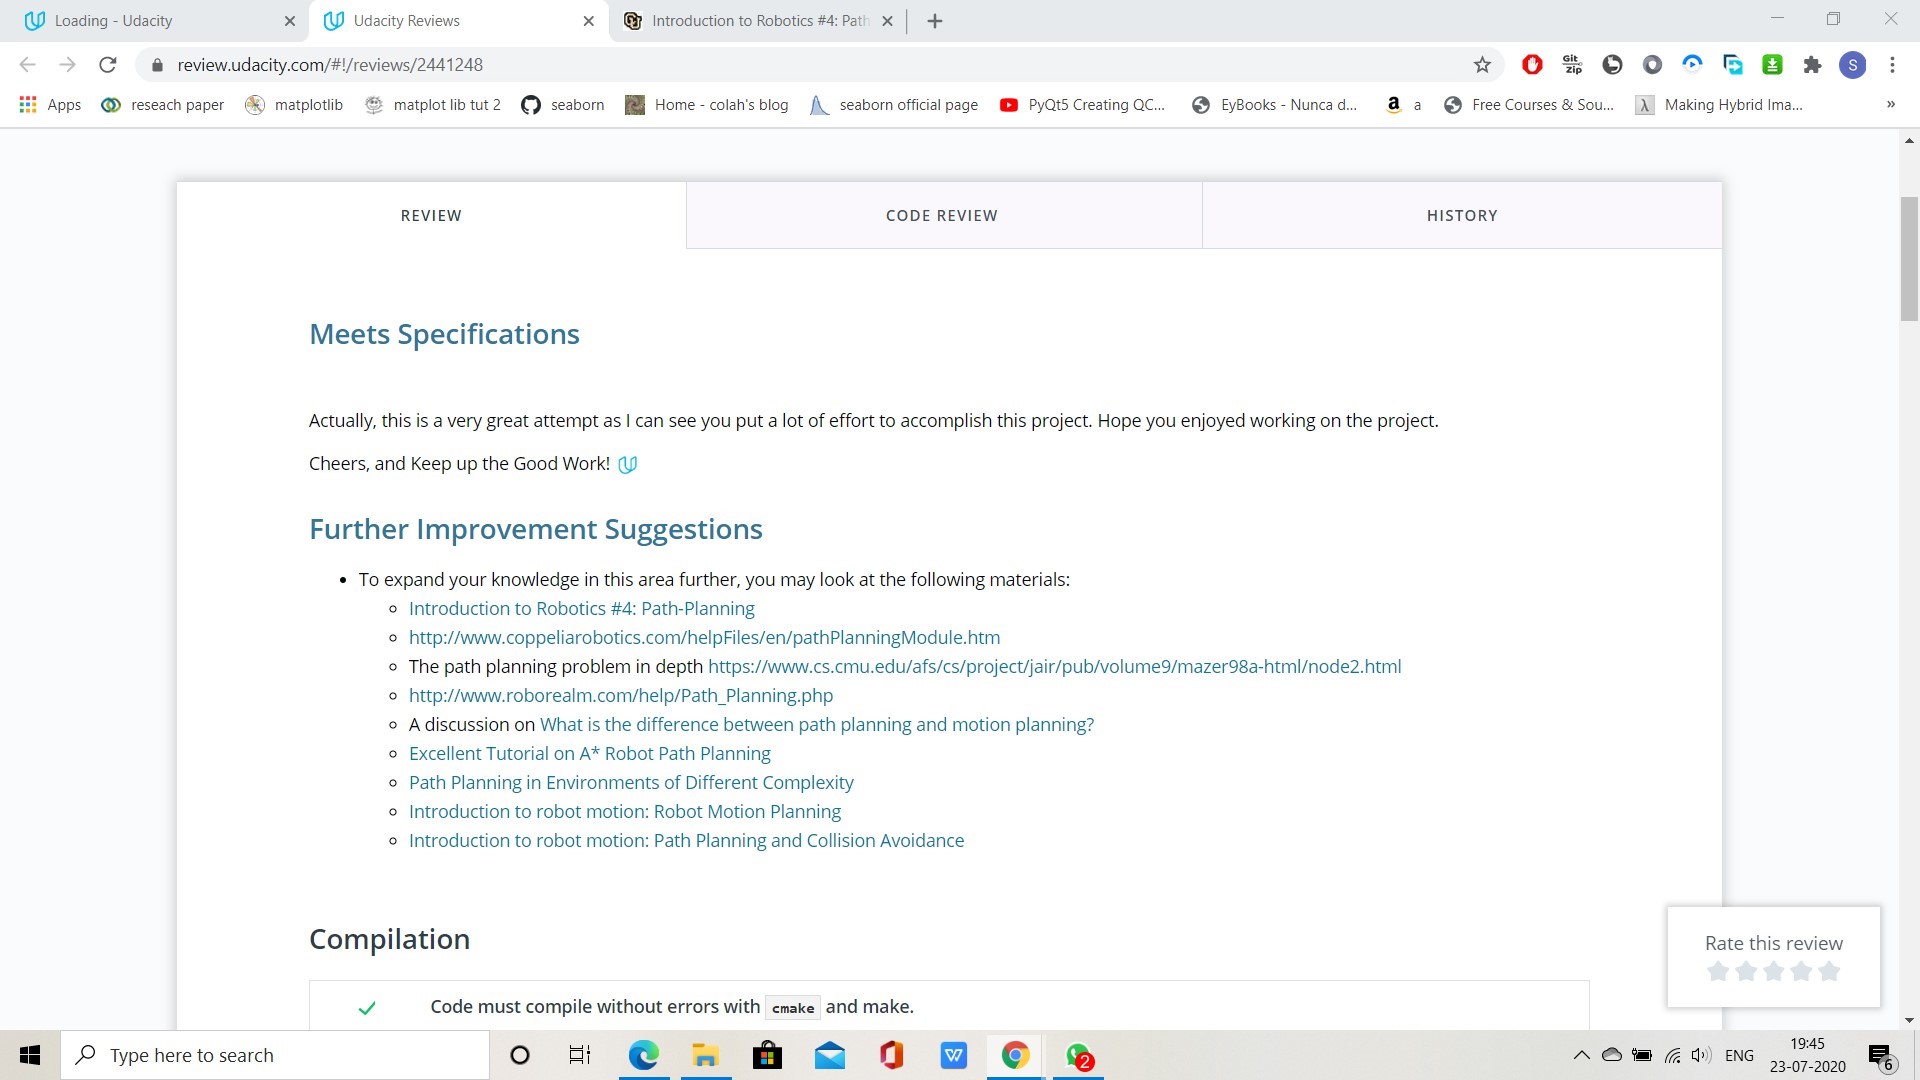 Loading - Udacity
Udacity Reviews
Introduction to Robotics #4: Path
review.udacity.com/#!/reviews/2441248
Git
Zip
S
Apps
reseach paper
matplotlib
matplot lib tut 2
seaborn
Home - colah's blog
seaborn official page
PyQt5 Creating QC...
EyBooks - Nunca d...
a
a
Free Courses & Sou...
λ
Making Hybrid Ima...
»
REVIEW
CODE REVIEW
HISTORY
Meets Specifications
Actually, this is a very great attempt as I can see you put a lot of effort to accomplish this project. Hope you enjoyed working on the project.
Cheers, and Keep up the Good Work!
Further Improvement Suggestions
• To expand your knowledge in this area further, you may look at the following materials:
Introduction to Robotics #4: Path-Planning
http://www.coppeliarobotics.com/helpFiles/en/pathPlanningModule.htm
The path planning problem in depth https://www.cs.cmu.edu/afs/cs/project/jair/pub/volume9/mazer98a-html/node2.html
http://www.roborealm.com/help/Path_Planning.php
A discussion on What is the difference between path planning and motion planning?
Excellent Tutorial on A* Robot Path Planning
Path Planning in Environments of Different Complexity
Introduction to robot motion: Robot Motion Planning
Introduction to robot motion: Path Planning and Collision Avoidance
Compilation
Code must compile without errors with cmake and make.
Rate this review
Type here to search
W
2
ENG
19:45
23-07-2020
6